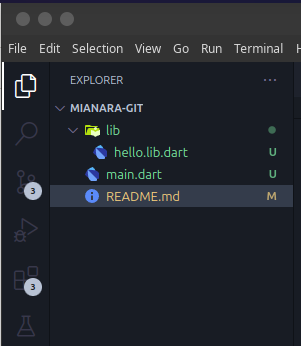 File Edit Selection View Go Run Terminal
EXPLORER ...
MIANARA-GIT
lib
hello.lib.dart U
main.dart U
README.md M
3
3